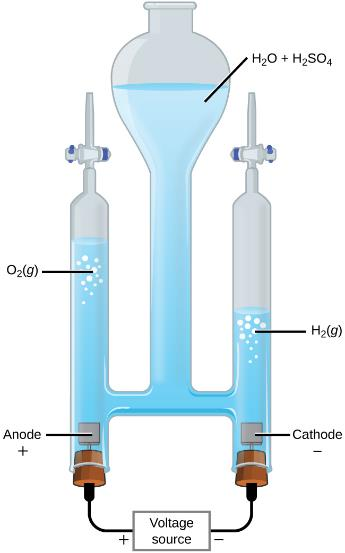 H₂O + H₂SO₄
O₂(g)
H₂(g)
Anode
+
Cathode
−
+ Voltage −
source